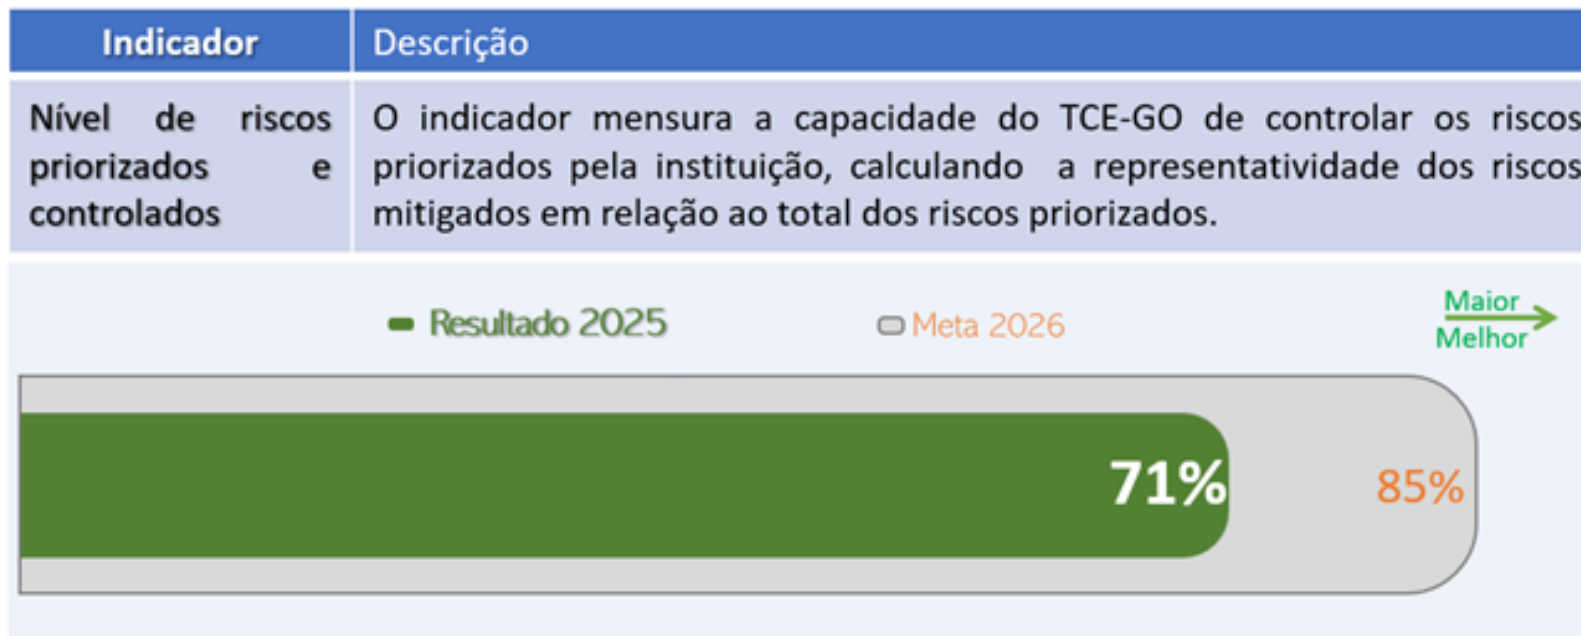 Indicador
Descrição
Nível de riscos
priorizados e
controlados
O indicador mensura a capacidade do TCE-GO de controlar os riscos
priorizados pela instituição, calculando a representatividade dos riscos
mitigados em relação ao total dos riscos priorizados.
Resultado 2025
Meta 2026
Maior
Melhor
71%
85%